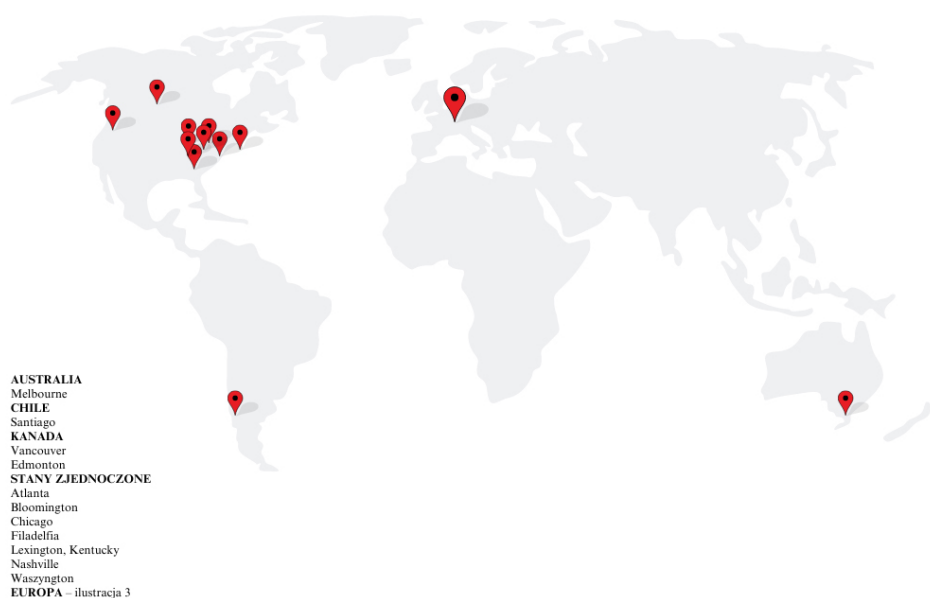 AUSTRALIA
Melbourne
CHILE
Santiago
KANADA
Vancouver
Edmonton
STANY ZJEDNOCZONE
Atlanta
Bloomington
Chicago
Filadelfia
Lexington, Kentucky
Nashville
Waszyngton
EUROPA – ilustracja 3